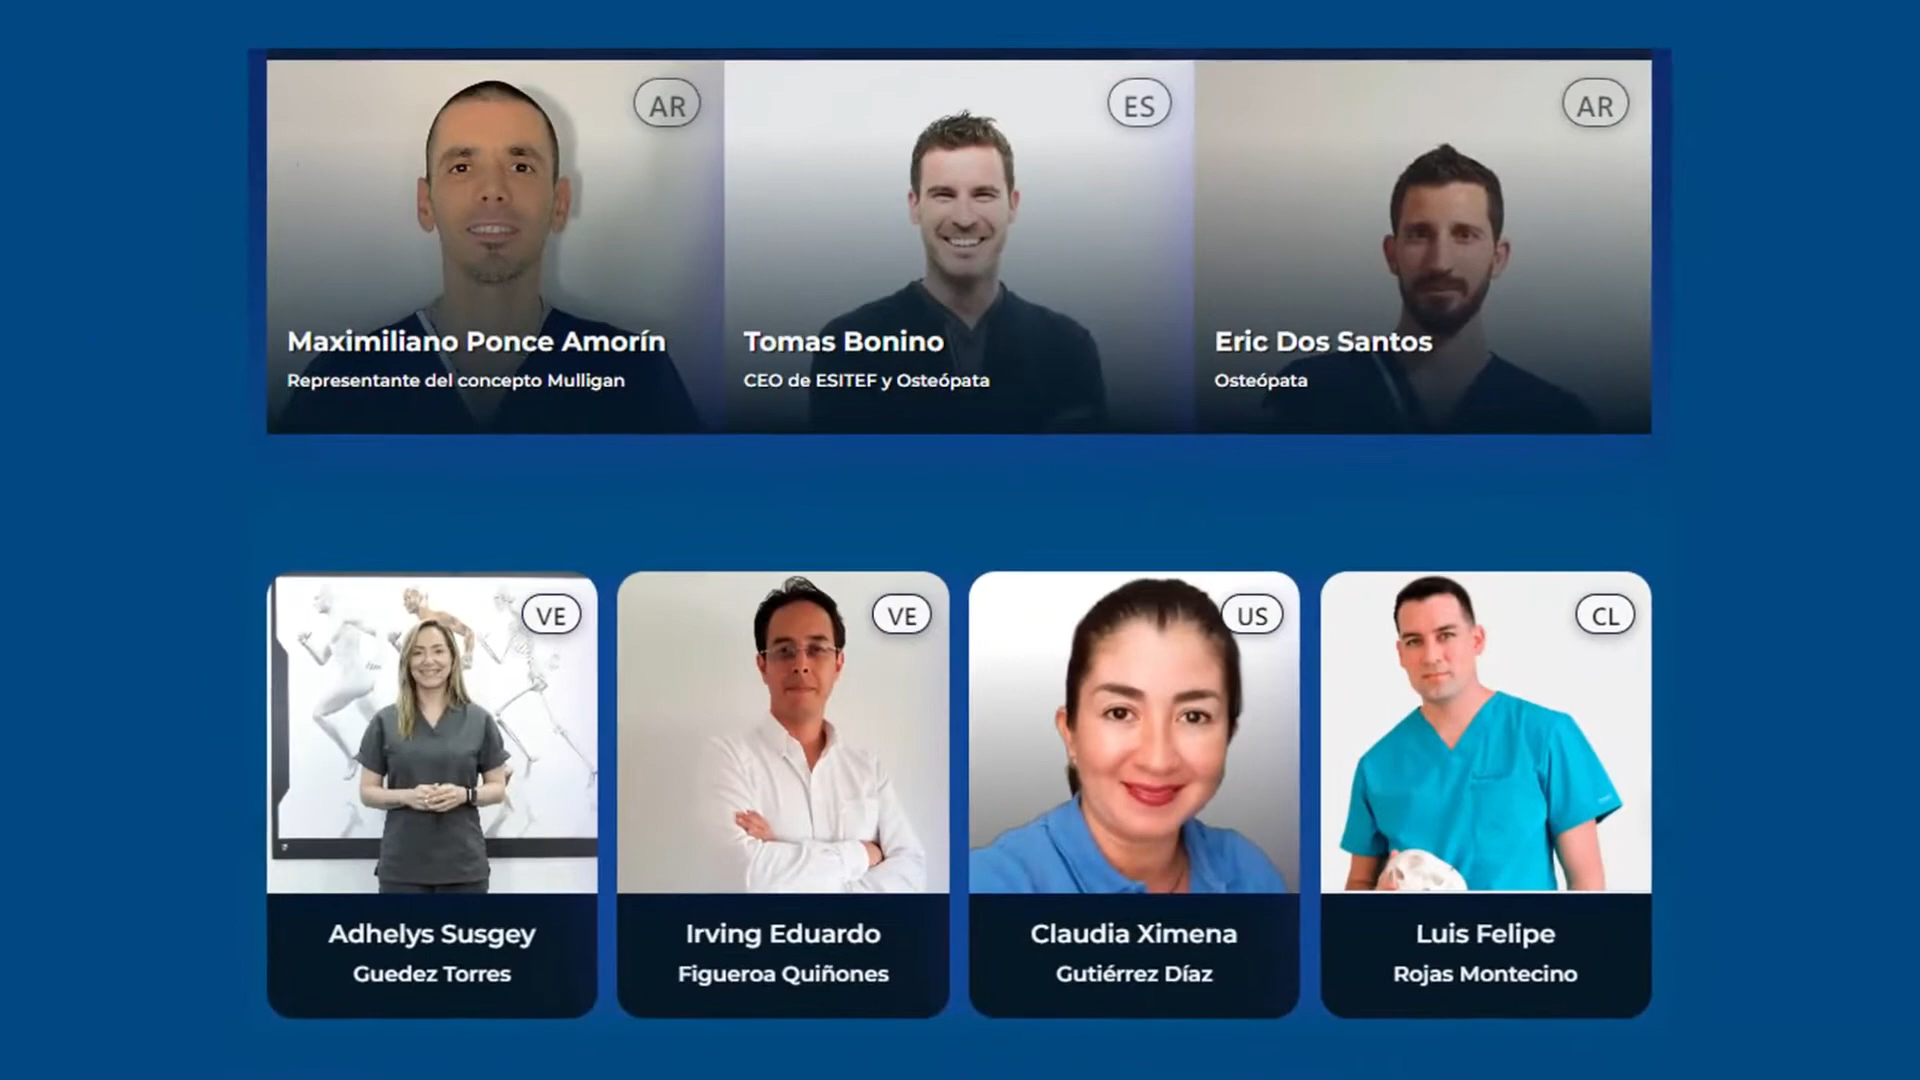 AR
Maximiliano Ponce Amorín
Representante del concepto Mulligan
ES
Tomas Bonino
CEO de ESITEF y Osteópata
AR
Eric Dos Santos
Osteópata
VE
Adhelys Susgey
Guedez Torres
VE
Irving Eduardo
Figueroa Quiñones
US
Claudia Ximena
Gutiérrez Díaz
CL
Luis Felipe
Rojas Montecino